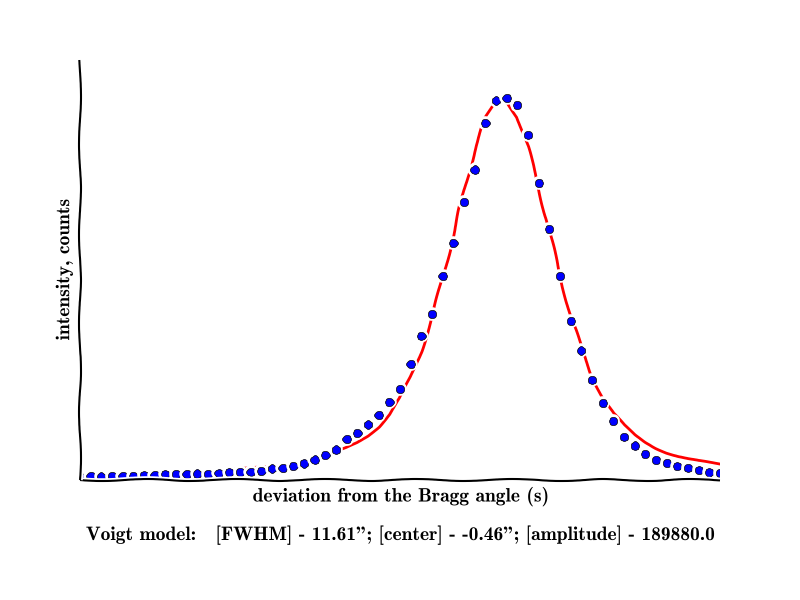 intensity, counts
deviation from the Bragg angle (s)
Voigt model: [FWHM] - 11.61”; [center] - -0.46”; [amplitude] - 189880.0